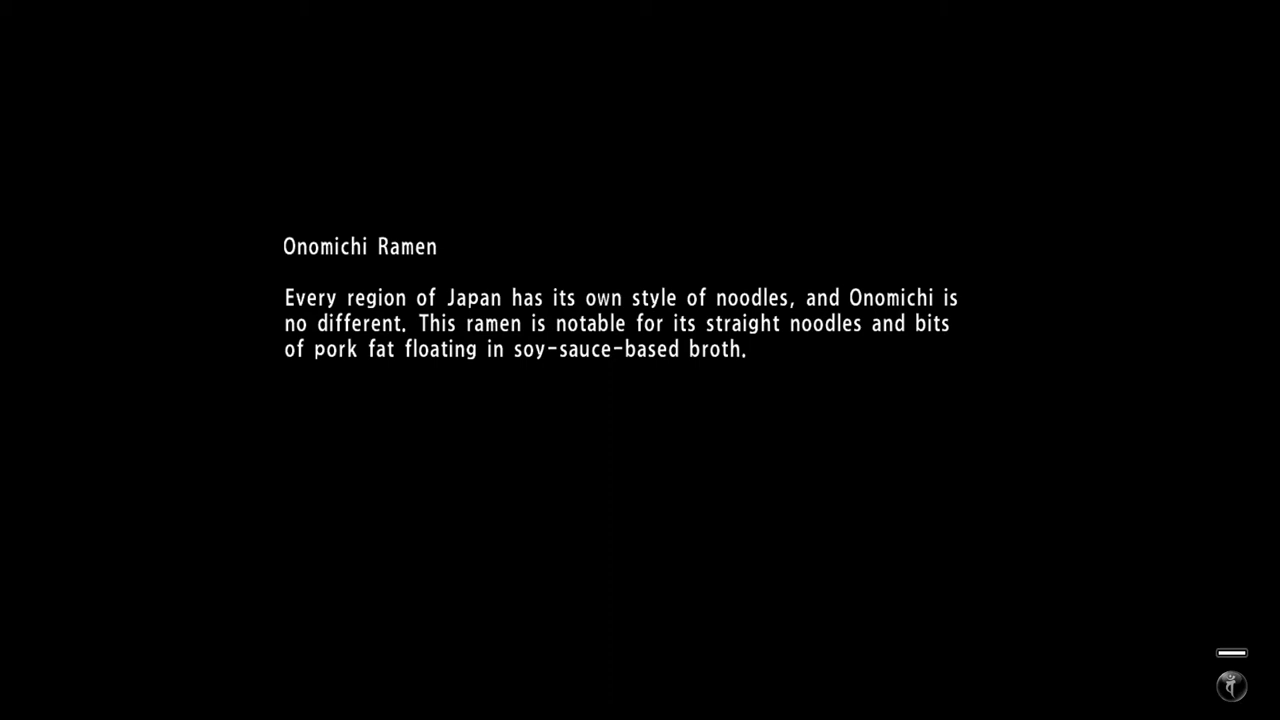 Onomichi Ramen
Every region of Japan has its own style of noodles, and Onomichi is
no different. This ramen is notable for its straight noodles and bits
of pork fat floating in soy-sauce-based broth.